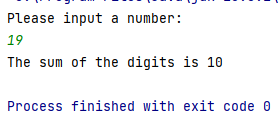 Please input a number:
19
The sum of the digits is 10
Process finished with exit code 0